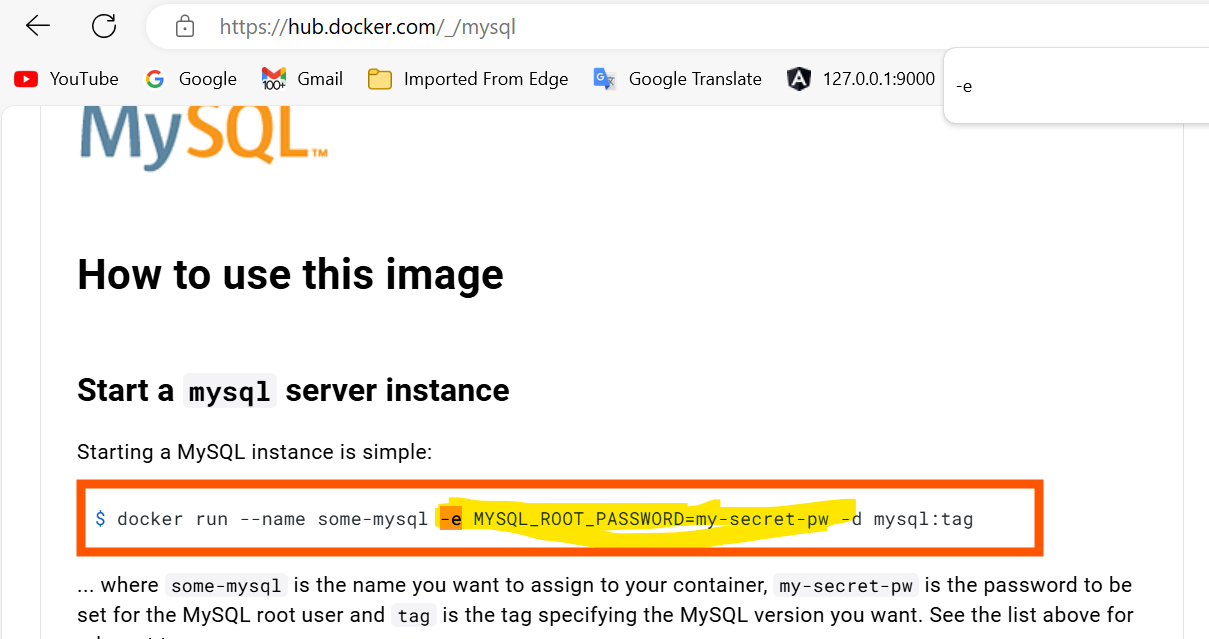 https://hub.docker.com/_/mysql
YouTube Google Gmail Imported From Edge Google Translate 127.0.0.1:9000
100+
-e
MySQL™
How to use this image
Start a mysql server instance
Starting a MySQL instance is simple:
$ docker run --name some-mysql -e MYSQL_ROOT_PASSWORD=my-secret-pw -d mysql:tag
... where some-mysql is the name you want to assign to your container, my-secret-pw is the password to be
set for the MySQL root user and tag is the tag specifying the MySQL version you want. See the list above for